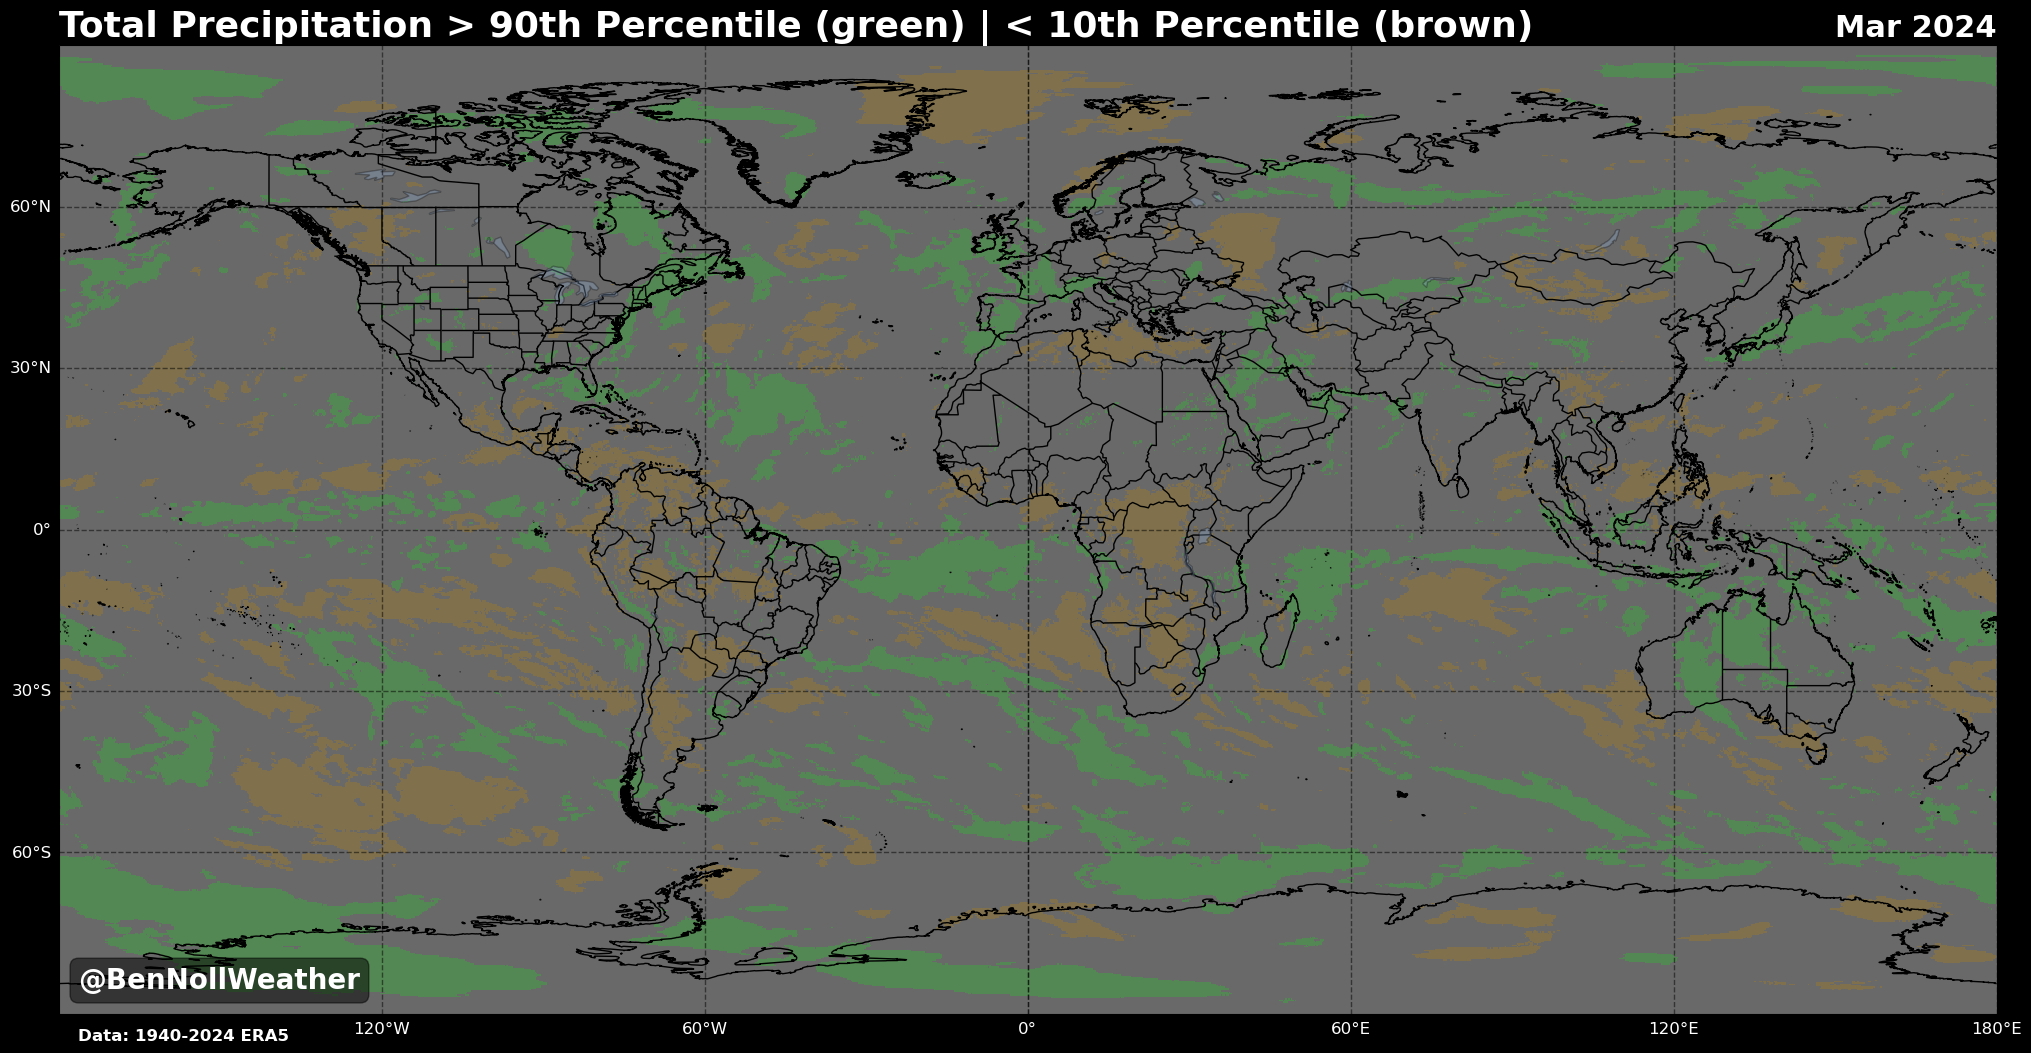 Total Precipitation > 90th Percentile (green) | < 10th Percentile (brown)
Mar 2024
60°N
30°N
0°
30°S
60°S
@BenNollWeather
120°W
60°W
0°
60°E
120°E
180°E
Data: 1940-2024 ERA5